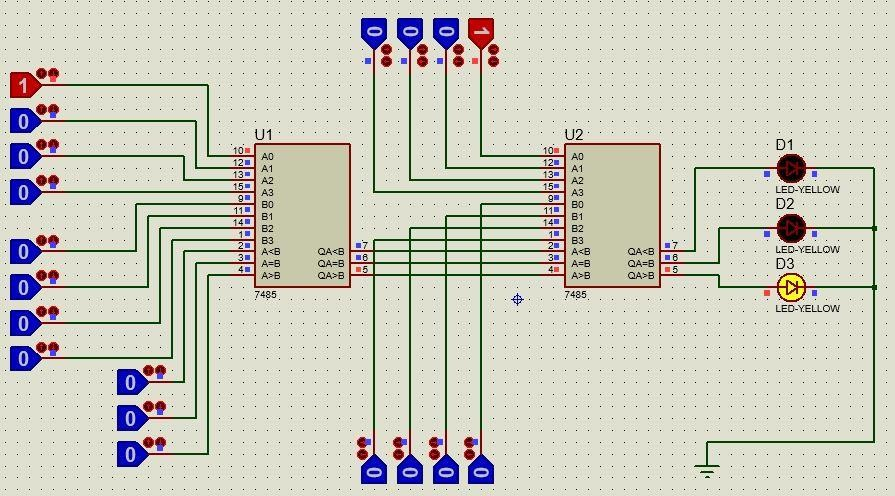 0 0 0 1
1
0
0
0
0
0
0
0
0
0
0
U1
10 A0
12 A1
13 A2
15 A3
9 B0
11 B1
14 B2
1 B3
2 A<B QA<B 7
3 A=B QA=B 6
4 A>B QA>B 5
7485
U2
10 A0
12 A1
13 A2
15 A3
9 B0
11 B1
14 B2
1 B3
2 A<B QA<B 7
3 A=B QA=B 6
4 A>B QA>B 5
7485
D1
LED-YELLOW
D2
LED-YELLOW
D3
LED-YELLOW
0 0 0 0